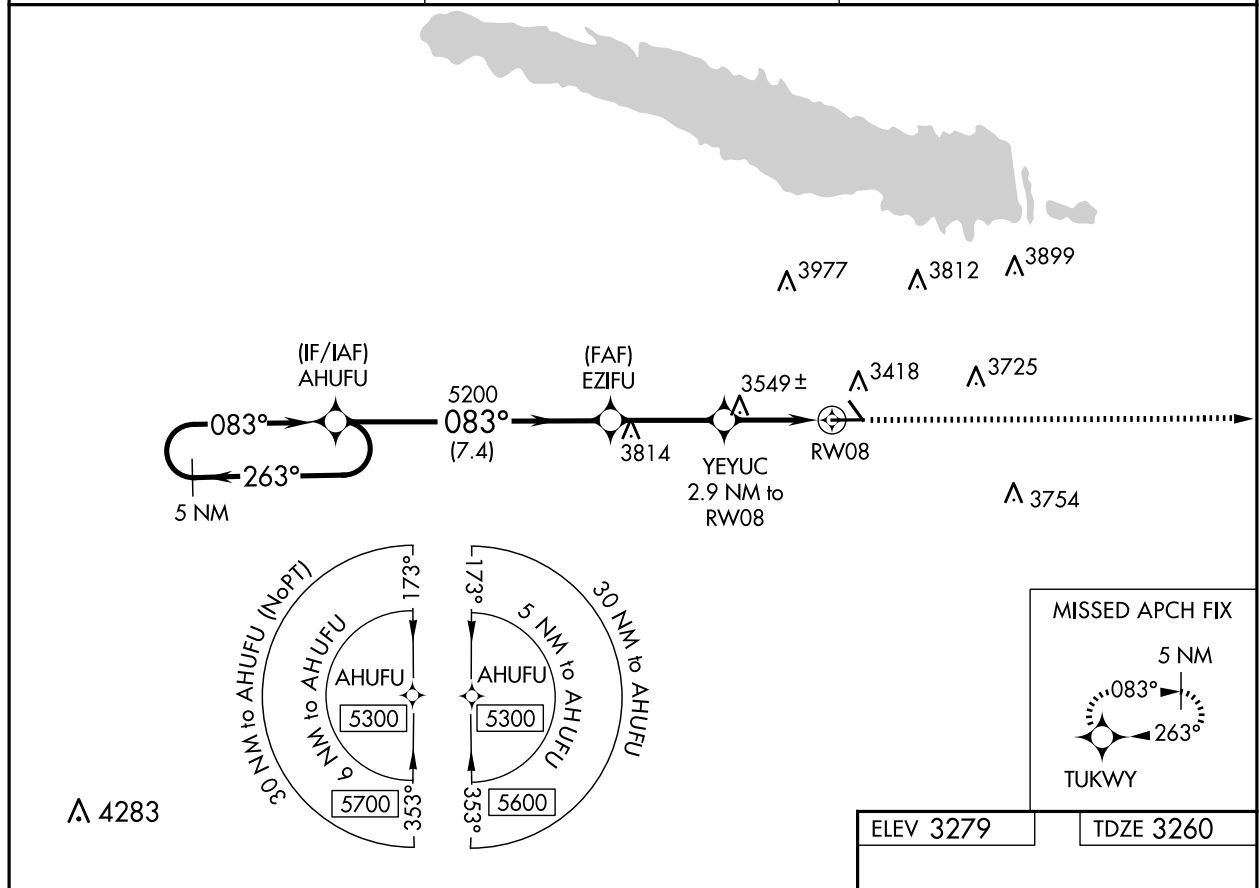 3977
3812
3899
(IF/IAF)
AHUFU
(FAF)
EZIFU
3549±
3418
3725
5200
083°
083°
(7.4)
3814
RW08
263°
YEYUC
2.9 NM to
RW08
5 NM
3754
30 NM to AHUFU (NoPT)
6 NM to AHUFU
173°
AHUFU
5300
5700
353°
173°
5 NM to AHUFU
30 NM to AHUFU
AHUFU
5300
5600
353°
MISSED APCH FIX
5 NM
083°
263°
TUKWY
4283
ELEV 3279
TDZE 3260